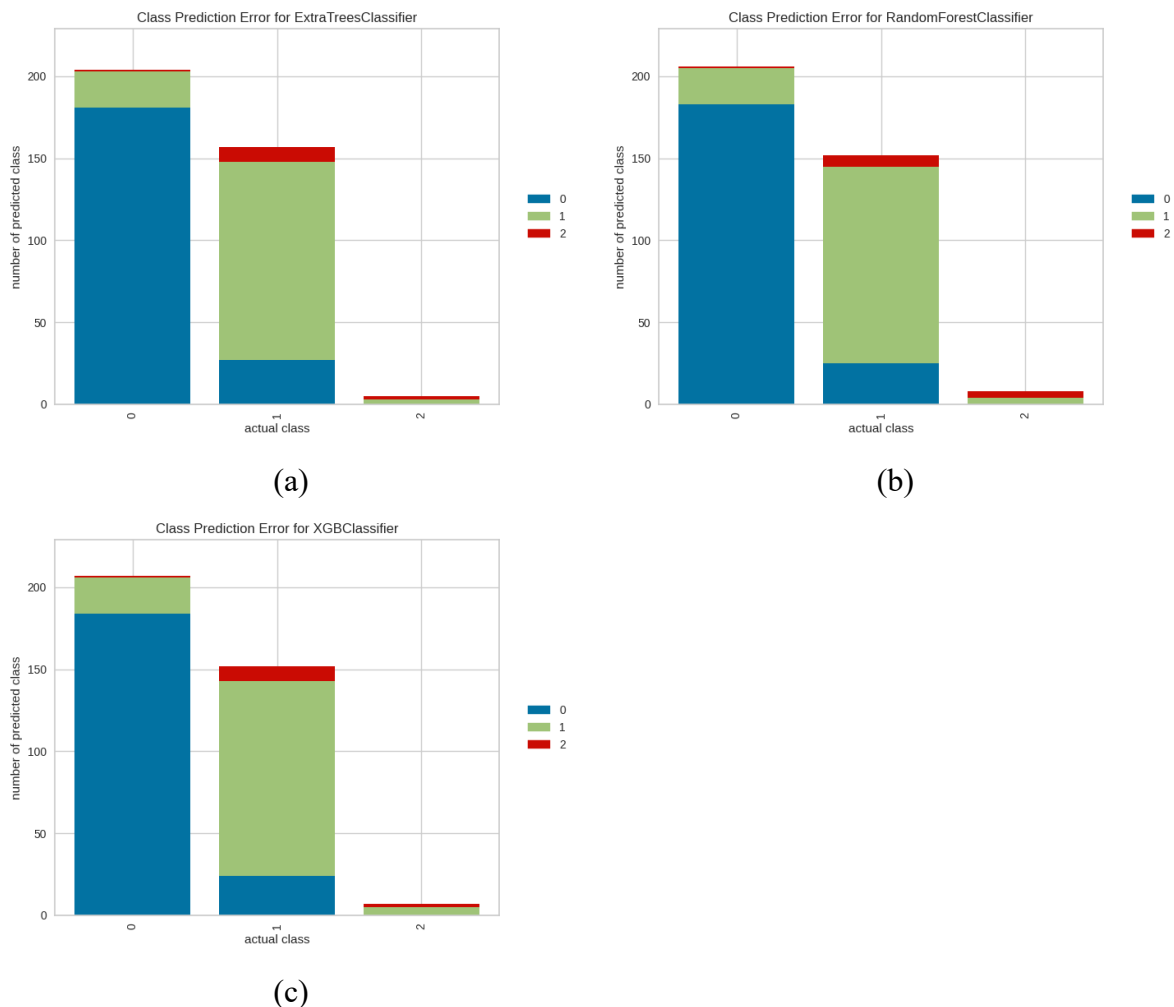 Class Prediction Error for ExtraTreesClassifier
number of predicted class
200
150
100
50
0
0
1
2
actual class
0
1
2
(a)
Class Prediction Error for RandomForestClassifier
number of predicted class
200
150
100
50
0
0
1
2
actual class
0
1
2
(b)
Class Prediction Error for XGBClassifier
number of predicted class
200
150
100
50
0
0
1
2
actual class
0
1
2
(c)